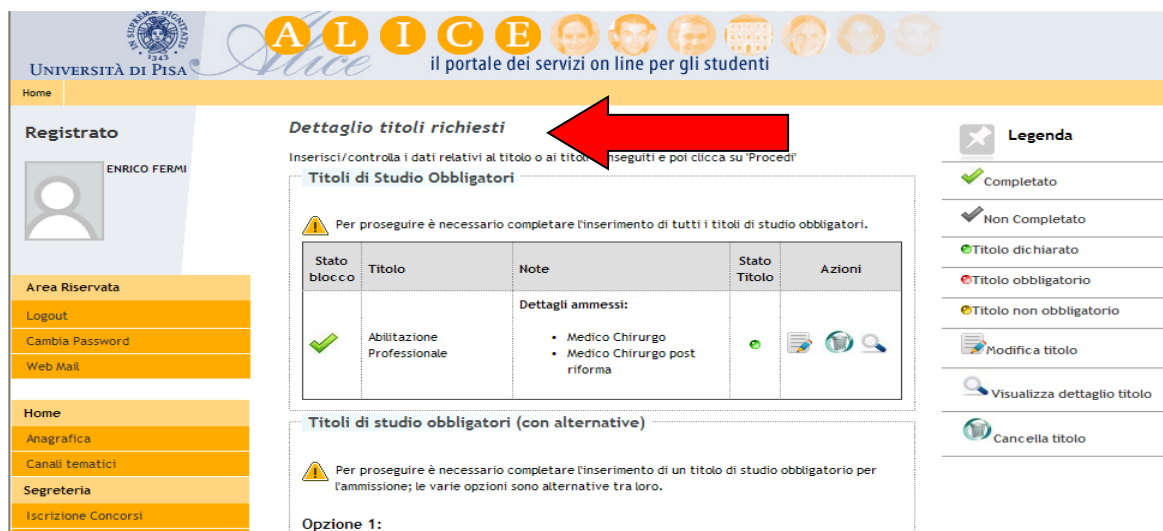 IN SUPREMÆ DIGNITATIS
1343
UNIVERSITÀ DI PISA
Alice
A L I C E
il portale dei servizi on line per gli studenti
Home
Registrato
ENRICO FERMI
Area Riservata
Logout
Cambia Password
Web Mail
Home
Anagrafica
Canali tematici
Segreteria
Iscrizione Concorsi
Dettaglio titoli richiesti
Inserisci/controlla i dati relativi al titolo o ai titoli nseguiti e poi clicca su 'Procedi'
Titoli di Studio Obbligatori
Per proseguire è necessario completare l'inserimento di tutti i titoli di studio obbligatori.
Stato blocco
Titolo
Note
Stato Titolo
Azioni
Abilitazione Professionale
Dettagli ammessi:
• Medico Chirurgo
• Medico Chirurgo post
riforma
Titoli di studio obbligatori (con alternative)
Per proseguire è necessario completare l'inserimento di un titolo di studio obbligatorio per
l'ammissione; le varie opzioni sono alternative tra loro.
Opzione 1:
Legenda
Completato
Non Completato
Titolo dichiarato
Titolo obbligatorio
Titolo non obbligatorio
Modifica titolo
Visualizza dettaglio titolo
Cancella titolo